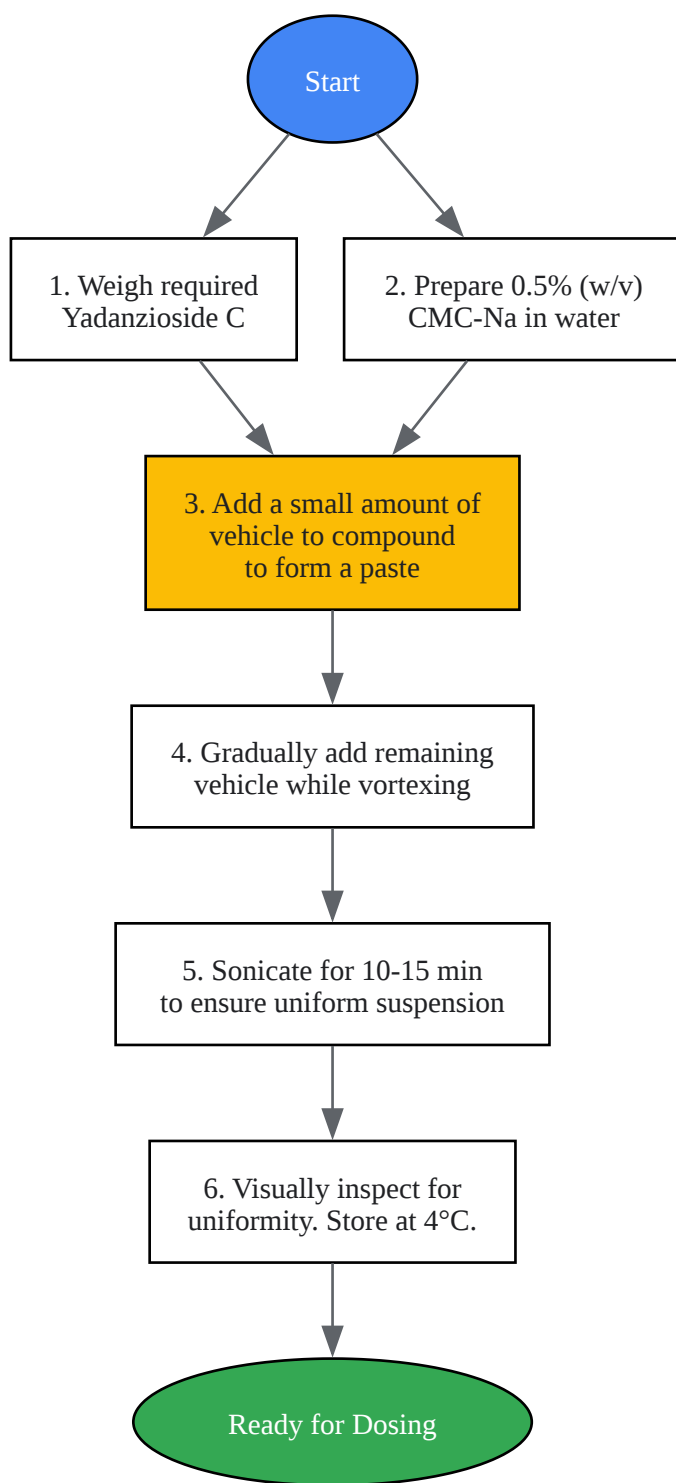 Start
1. Weigh required
Yadanzioside C
2. Prepare 0.5% (w/v)
CMC-Na in water
3. Add a small amount of
vehicle to compound
to form a paste
4. Gradually add remaining
vehicle while vortexing
5. Sonicate for 10-15 min
to ensure uniform suspension
6. Visually inspect for
uniformity. Store at 4°C.
Ready for Dosing